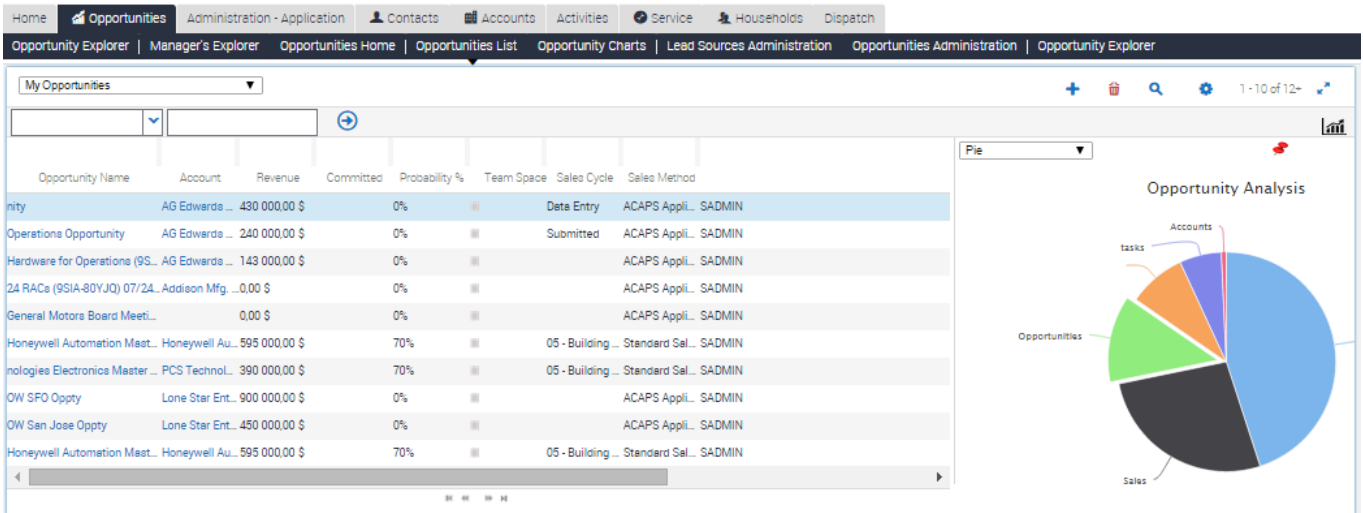 Home Opportunities Administration - Application Contacts Accounts Activities Service Households Dispatch
Opportunity Explorer | Manager's Explorer Opportunities Home | Opportunities List Opportunity Charts | Lead Sources Administration Opportunities Administration | Opportunity Explorer
My Opportunities 1 - 10 of 12+
Pie
Opportunity Analysis
Opportunity Name Account Revenue Committed Probability % Team Space Sales Cycle Sales Method
nity AG Edwards ... 430 000,00 $ 0% Data Entry ACAPS Appli... SADMIN
Operations Opportunity AG Edwards ... 240 000,00 $ 0% Submitted ACAPS Appli... SADMIN
Hardware for Operations (9S... AG Edwards ... 143 000,00 $ 0% ACAPS Appli... SADMIN
24 RACs (9SIA-80YJQ) 07/24... Addison Mfg. ... 0,00 $ 0% ACAPS Appli... SADMIN
General Motors Board Meeti... 0,00 $ 0% ACAPS Appli... SADMIN
Honeywell Automation Mast... Honeywell Au... 595 000,00 $ 70% 05 - Building ... Standard Sal... SADMIN
nologies Electronics Master ... PCS Technol... 390 000,00 $ 70% 05 - Building ... Standard Sal... SADMIN
OW SFO Oppty Lone Star Ent... 900 000,00 $ 0% ACAPS Appli... SADMIN
OW San Jose Oppty Lone Star Ent... 450 000,00 $ 0% ACAPS Appli... SADMIN
Honeywell Automation Mast... Honeywell Au... 595 000,00 $ 70% 05 - Building ... Standard Sal... SADMIN
Accounts
tasks
Opportunities
Sales